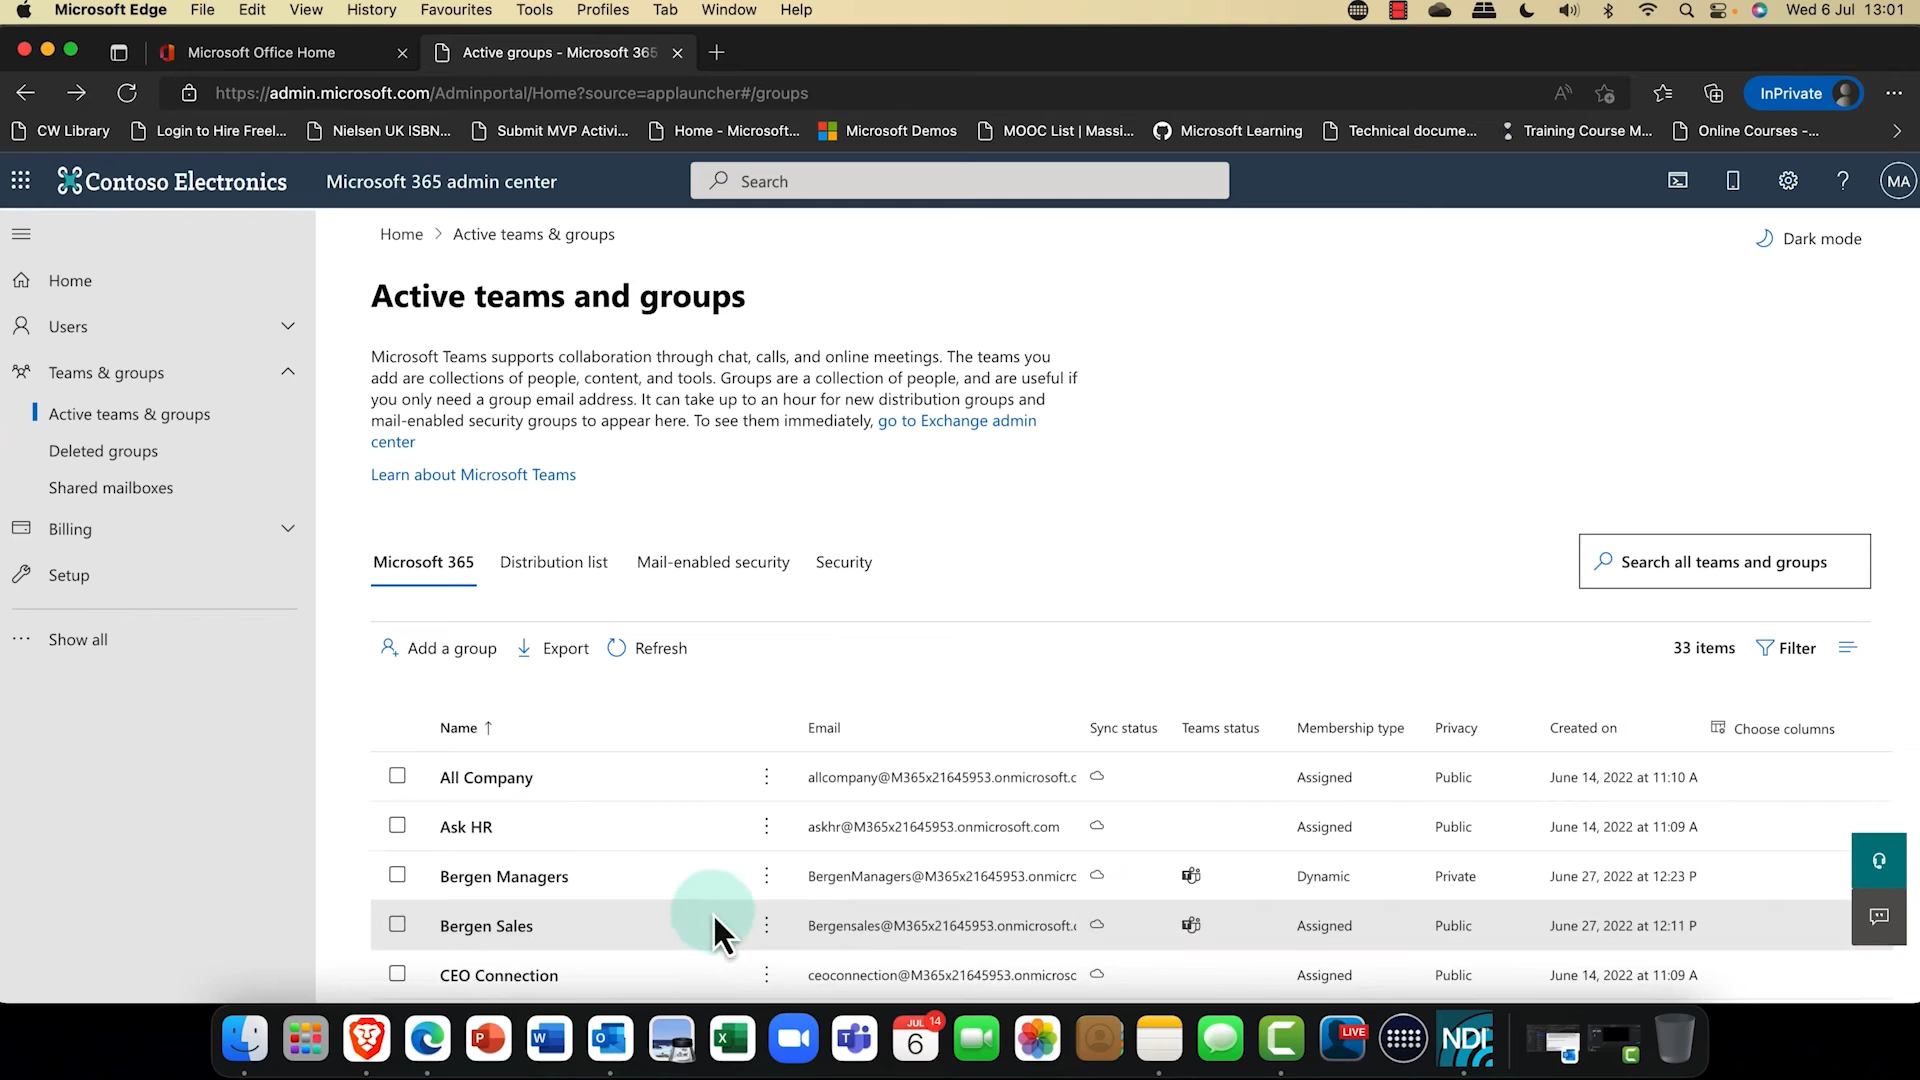 Microsoft Edge File Edit View History Favourites Tools Profiles Tab Window Help Wed 6 Jul 13:01
Microsoft Office Home Active groups - Microsoft 365
https://admin.microsoft.com/Adminportal/Home?source=applauncher#/groups InPrivate
CW Library Login to Hire Freel... Nielsen UK ISBN... Submit MVP Activi... Home - Microsoft... Microsoft Demos MOOC List | Massi... Microsoft Learning Technical docume... Training Course M... Online Courses -...
Contoso Electronics Microsoft 365 admin center Search MA
Home
Users
Teams & groups
Active teams & groups
Deleted groups
Shared mailboxes
Billing
Setup
Show all
Home > Active teams & groups
Dark mode
Active teams and groups
Microsoft Teams supports collaboration through chat, calls, and online meetings. The teams you
add are collections of people, content, and tools. Groups are a collection of people, and are useful if
you only need a group email address. It can take up to an hour for new distribution groups and
mail-enabled security groups to appear here. To see them immediately, go to Exchange admin
center
Learn about Microsoft Teams
Microsoft 365 Distribution list Mail-enabled security Security
Search all teams and groups
Add a group Export Refresh 33 items Filter
Name ↑ Email Sync status Teams status Membership type Privacy Created on Choose columns
All Company allcompany@M365x21645953.onmicrosoft.c Assigned Public June 14, 2022 at 11:10 A
Ask HR askhr@M365x21645953.onmicrosoft.com Assigned Public June 14, 2022 at 11:09 A
Bergen Managers BergenManagers@M365x21645953.onmicrc Dynamic Private June 27, 2022 at 12:23 P
Bergen Sales Bergensales@M365x21645953.onmicrosoft.c Assigned Public June 27, 2022 at 12:11 P
CEO Connection ceoconnection@M365x21645953.onmicrosc Assigned Public June 14, 2022 at 11:09 A
JUL 14
6
LIVE
NDI